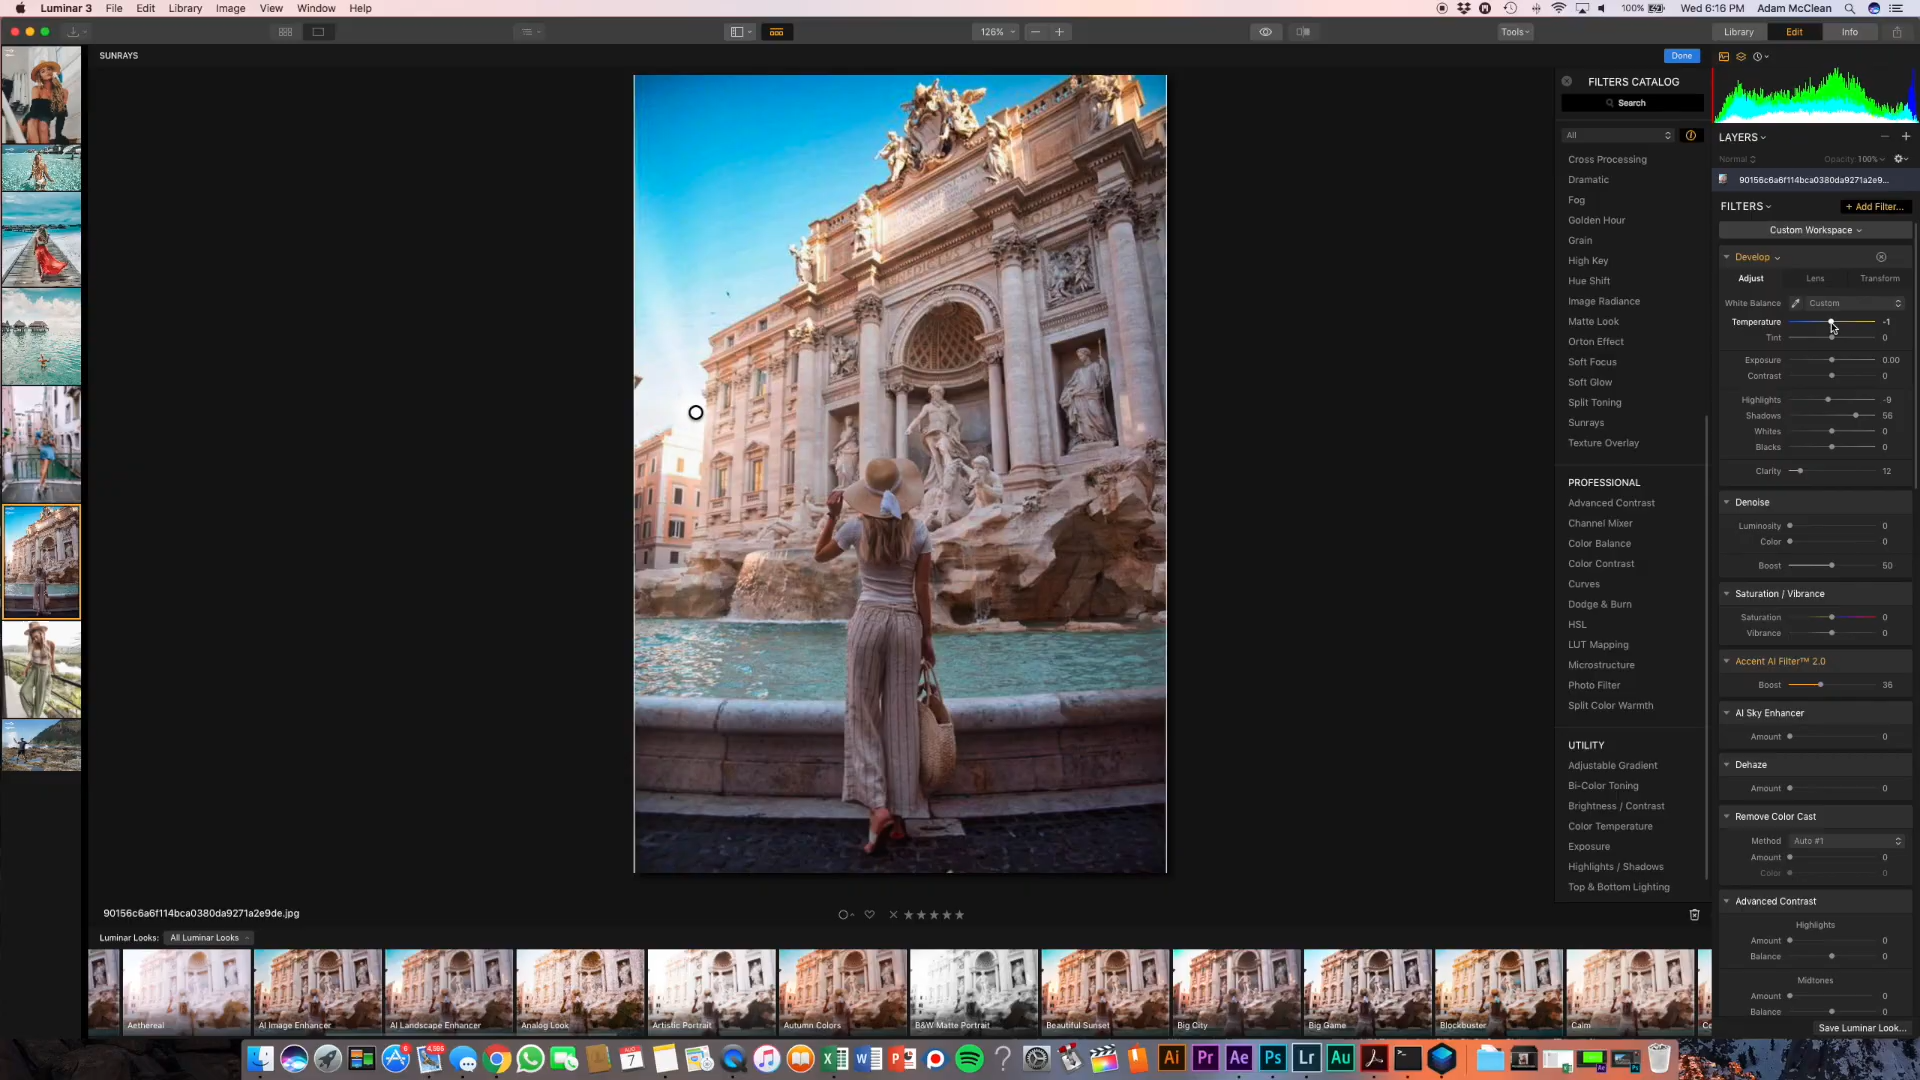 Luminar 3 File Edit Library Image View Window Help
100% Wed 6:16 PM Adam McClean
126% Tools Library Edit Info
SUNRAYS
Done
FILTERS CATALOG
Search
All
Cross Processing
Dramatic
Fog
Golden Hour
Grain
High Key
Hue Shift
Image Radiance
Matte Look
Orton Effect
Soft Focus
Soft Glow
Split Toning
Sunrays
Texture Overlay
PROFESSIONAL
Advanced Contrast
Channel Mixer
Color Balance
Color Contrast
Curves
Dodge & Burn
HSL
LUT Mapping
Microstructure
Photo Filter
Split Color Warmth
UTILITY
Adjustable Gradient
Bi-Color Toning
Brightness / Contrast
Color Temperature
Exposure
Highlights / Shadows
Top & Bottom Lighting
LAYERS
Normal Opacity: 100%
90156c6a6f114bca0380da9271a2e9...
FILTERS + Add Filter...
Custom Workspace
Develop
Adjust Lens Transform
White Balance Custom
Temperature -1
Tint 0
Exposure 0.00
Contrast 0
Highlights -9
Shadows 56
Whites 0
Blacks 0
Clarity 12
Denoise
Luminosity 0
Color 0
Boost 50
Saturation / Vibrance
Saturation 0
Vibrance 0
Accent AI Filter™ 2.0
Boost 36
AI Sky Enhancer
Amount 0
Dehaze
Amount 0
Remove Color Cast
Method Auto #1
Amount 0
Color 0
Advanced Contrast
Highlights
Amount 0
Balance 0
Midtones
Amount 0
Balance 0
Save Luminar Look...
90156c6a6f114bca0380da9271a2e9de.jpg
Luminar Looks: All Luminar Looks
Aethereal
AI Image Enhancer
AI Landscape Enhancer
Analog Look
Artistic Portrait
Autumn Colors
B&W Matte Portrait
Beautiful Sunset
Big City
Big Game
Blockbuster
Calm
6 4,595 AUG 7 Ai Pr Ae Ps Lr Au